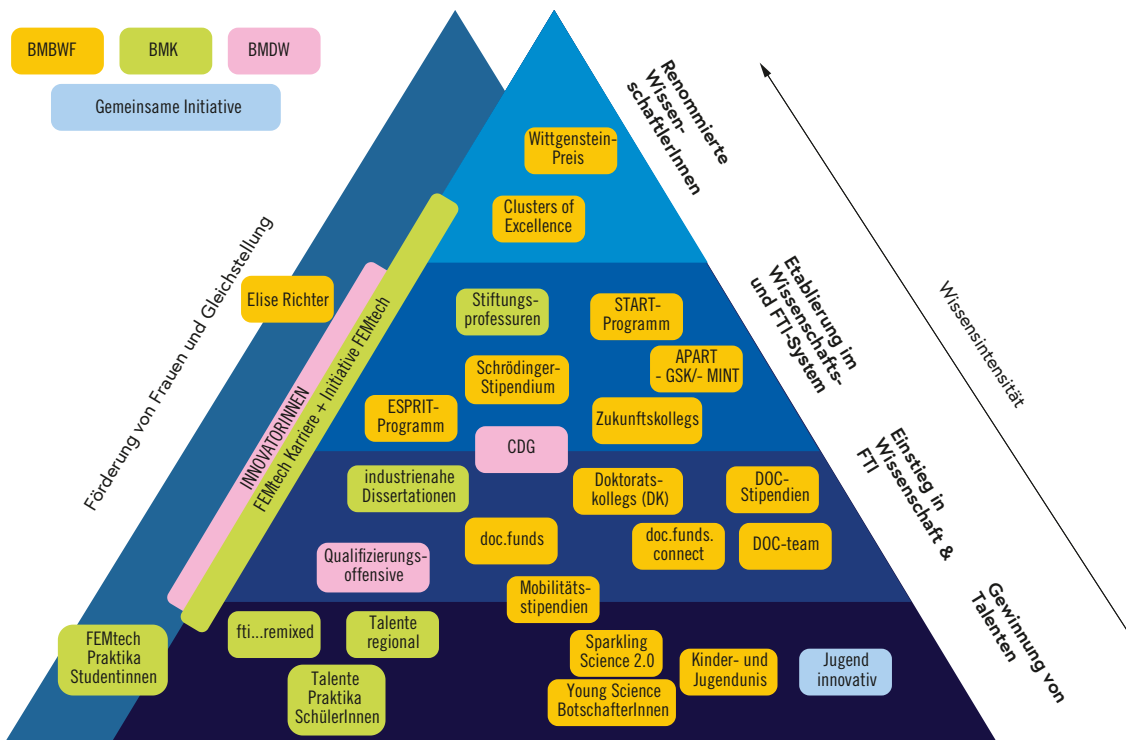 BMBWF
BMK
BMDW
Gemeinsame Initiative
Renommierte
Wissen-
schaftlerInnen
Wittgenstein-
Preis
Clusters of
Excellence
Förderung von Frauen und Gleichstellung
Elise Richter
INNOVATORINNEN
FEMtech Karriere + Initiative FEMtech
Etablierung im
Wissenschafts-
und FTI-System
Wissensintensität
Stiftungs-
professuren
START-
Programm
APART
- GSK/- MINT
Schrödinger-
Stipendium
ESPRIT-
Programm
Zukunftskollegs
CDG
Einstieg in
Wissenschaft &
FTI
industrienahe
Dissertationen
Doktorats-
kollegs (DK)
DOC-
Stipendien
doc.funds
doc.funds.
connect
DOC-team
Qualifizierungs-
offensive
Mobilitäts-
stipendien
Gewinnung von
Talenten
FEMtech
Praktika
Studentinnen
fti...remixed
Talente
regional
Talente
Praktika
SchülerInnen
Sparkling
Science 2.0
Young Science
BotschafterInnen
Kinder- und
Jugendunis
Jugend
innovativ